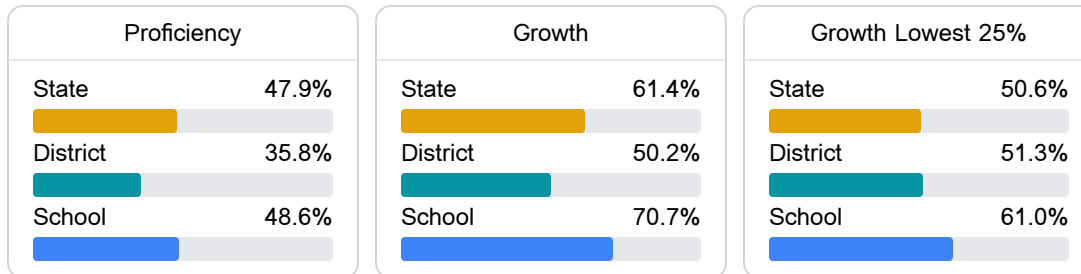 Proficiency
State 47.9%
District 35.8%
School 48.6%
Growth
State 61.4%
District 50.2%
School 70.7%
Growth Lowest 25%
State 50.6%
District 51.3%
School 61.0%